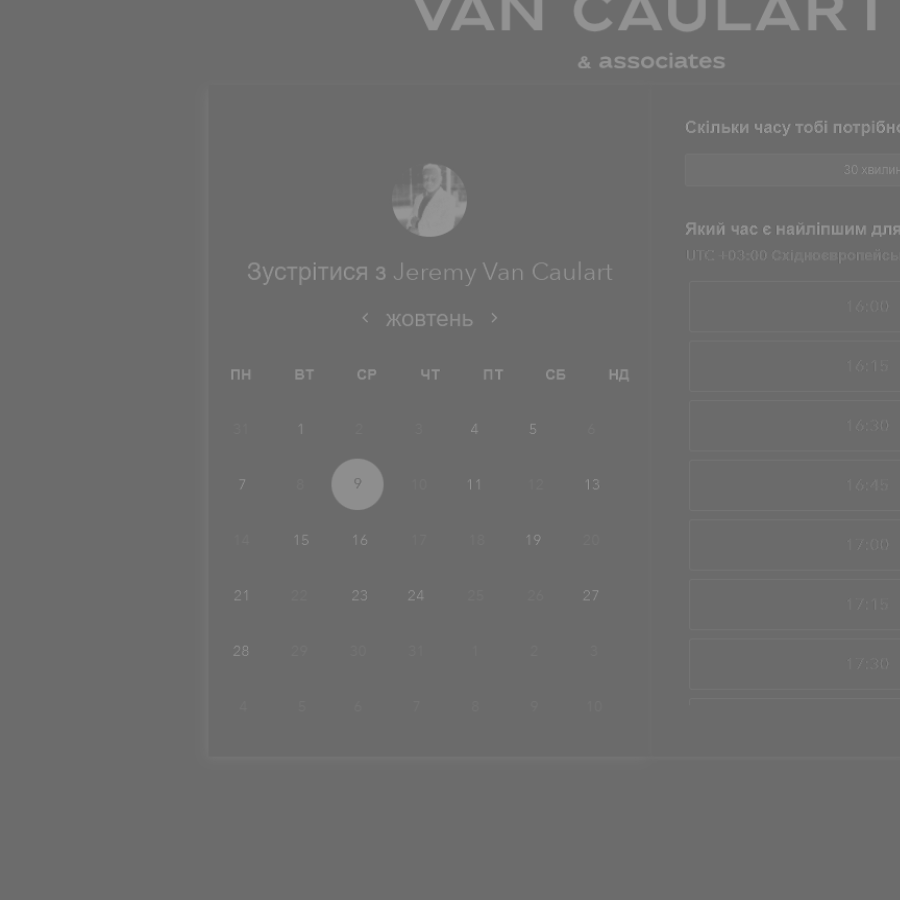 VAN CAULART
& associates
Зустрітися з Jeremy Van Caulart
жовтень
ПН ВТ СР ЧТ ПТ СБ НД
31 1 2 3 4 5 6
7 8 9 10 11 12 13
14 15 16 17 18 19 20
21 22 23 24 25 26 27
28 29 30 31 1 2 3
4 5 6 7 8 9 10
Скільки часу тобі потрібно
30 хвилин
Який час є найліпшим для
UTC +03:00 Східноєвропейсь
16:00
16:15
16:30
16:45
17:00
17:15
17:30